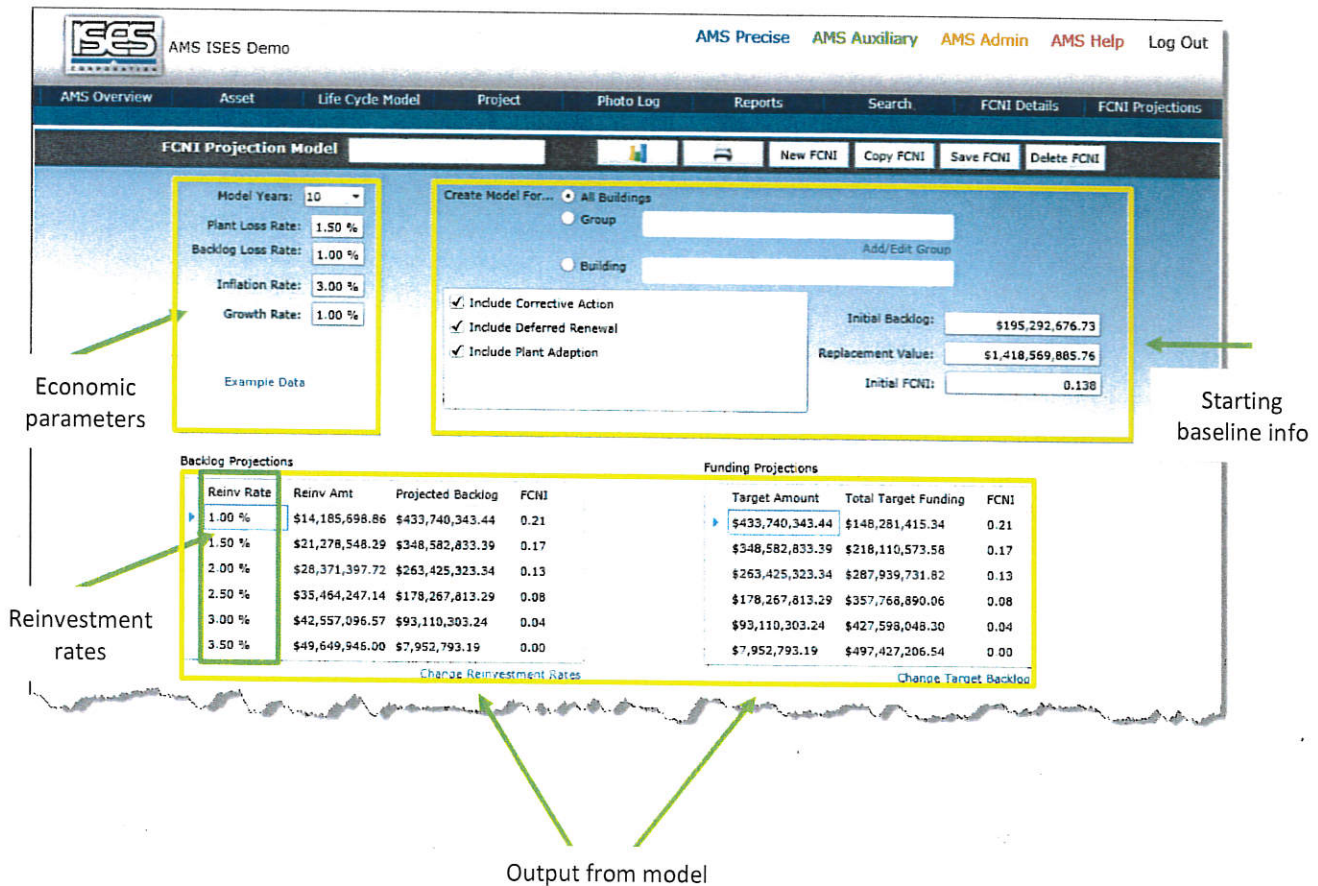 ISES
CORPORATION
AMS ISES Demo
AMS Precise AMS Auxiliary AMS Admin AMS Help Log Out
AMS Overview Asset Life Cycle Model Project Photo Log Reports Search FCNI Details FCNI Projections
FCNI Projection Model New FCNI Copy FCNI Save FCNI Delete FCNI
Model Years: 10
Plant Loss Rate: 1.50 %
Backlog Loss Rate: 1.00 %
Inflation Rate: 3.00 %
Growth Rate: 1.00 %
Example Data
Create Model For... All Buildings
Group
Add/Edit Group
Building
Include Corrective Action
Include Deferred Renewal
Include Plant Adaption
Initial Backlog: $195,292,676.73
Replacement Value: $1,418,569,885.76
Initial FCNI: 0.138
Economic
parameters
Starting
baseline info
Backlog Projections
Reinv Rate Reinv Amt Projected Backlog FCNI
1.00 % $14,185,698.86 $433,740,343.44 0.21
1.50 % $21,278,548.29 $348,582,833.39 0.17
2.00 % $28,371,397.72 $263,425,323.34 0.13
2.50 % $35,464,247.14 $178,267,813.29 0.08
3.00 % $42,557,096.57 $93,110,303.24 0.04
3.50 % $49,649,946.00 $7,952,793.19 0.00
Change Reinvestment Rates
Funding Projections
Target Amount Total Target Funding FCNI
$433,740,343.44 $148,281,415.34 0.21
$348,582,833.39 $218,110,573.58 0.17
$263,425,323.34 $287,939,731.82 0.13
$178,267,813.29 $357,768,890.06 0.08
$93,110,303.24 $427,598,048.30 0.04
$7,952,793.19 $497,427,206.54 0.00
Change Target Backlog
Reinvestment
rates
Output from model